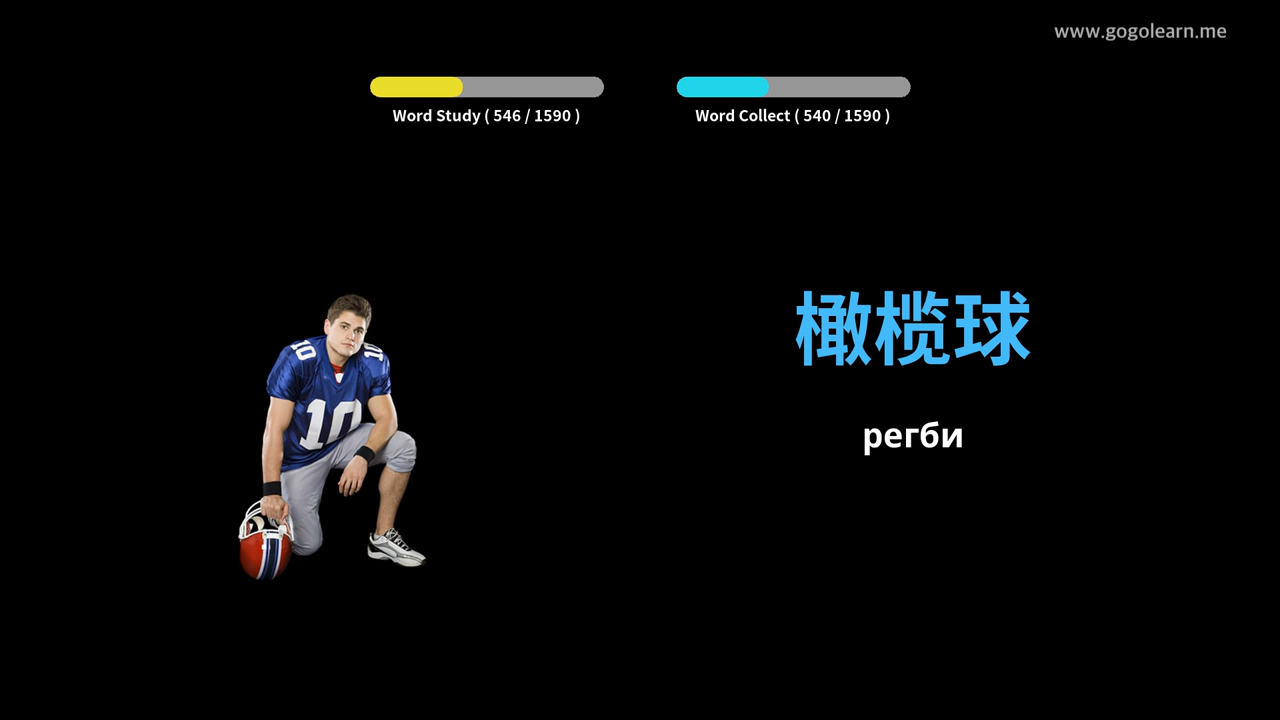 www.gogolearn.me
Word Study ( 546 / 1590 )
Word Collect ( 540 / 1590 )
橄榄球
регби
10
10
10